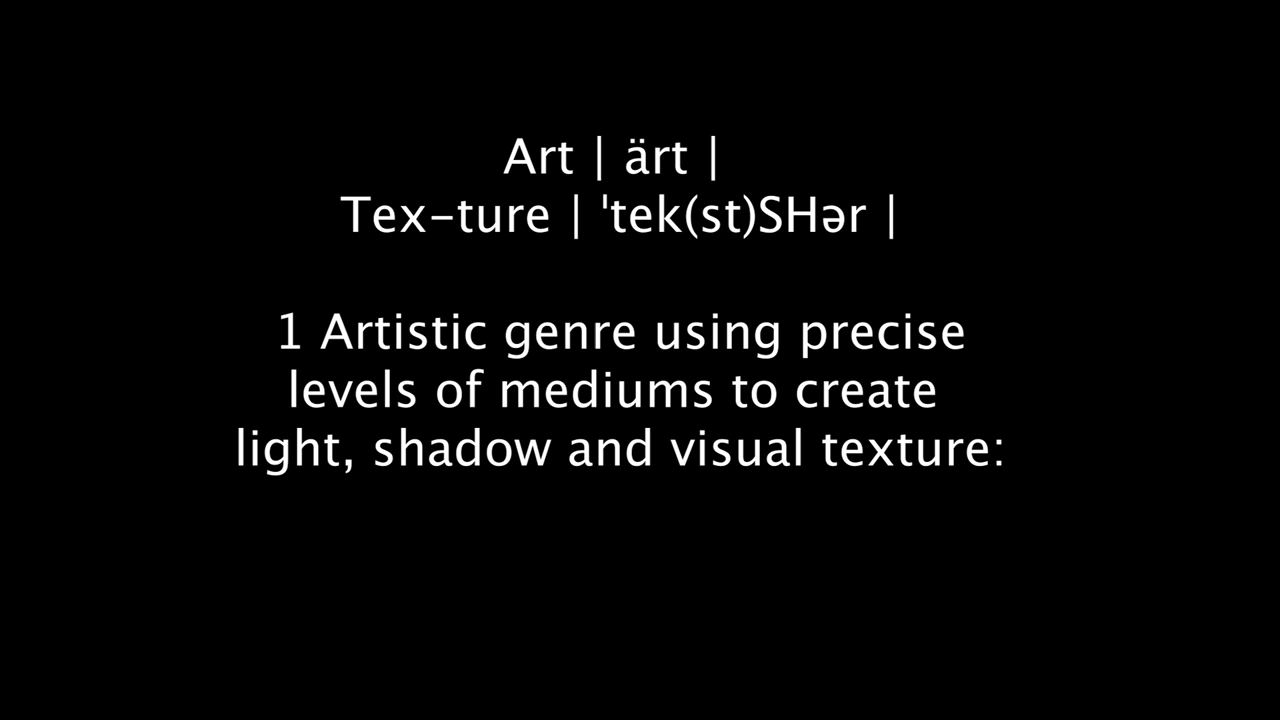 Art | ärt |
Tex–ture | ˈtek(st)SHər |
1 Artistic genre using precise
levels of mediums to create
light, shadow and visual texture: